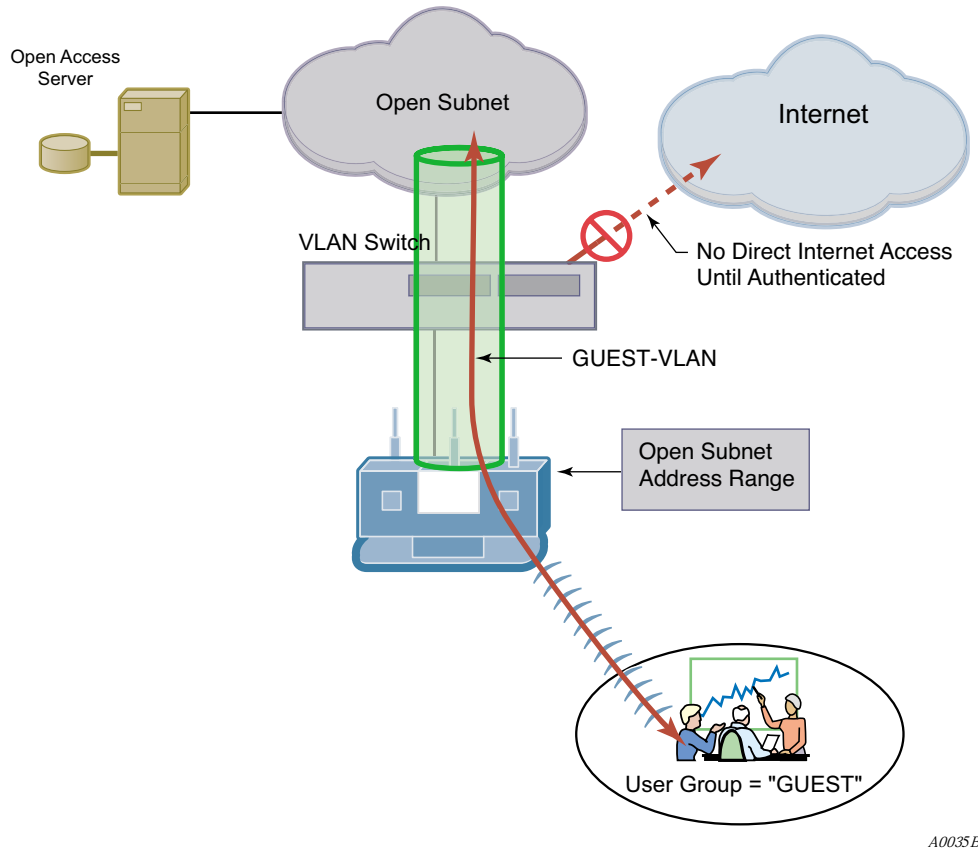 Open Access
Server
Open Subnet
Internet
VLAN Switch
No Direct Internet Access
Until Authenticated
GUEST-VLAN
Open Subnet
Address Range
User Group = "GUEST"
A0035E